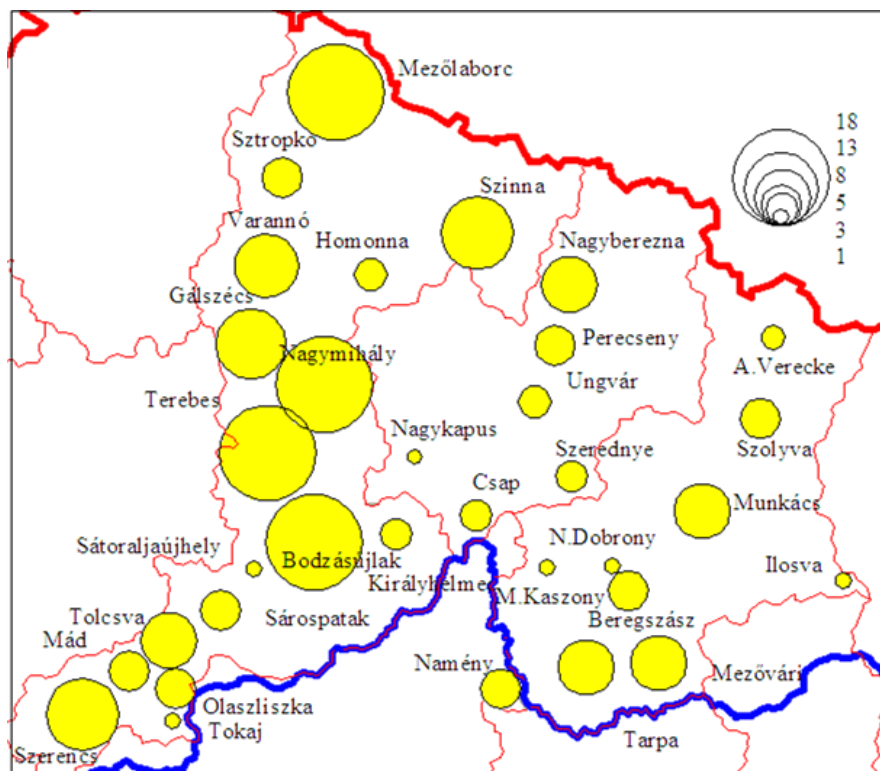 Mezőlaborc
18
13
Sztropkó
8
Szinna
5
Varannó
3
Homonna
Nagyberezna
1
Gálszécs
Perecseny
Nagymihály
A.Verecke
Ungvár
Terebes
Nagykapus
Szerednye
Szolyva
Csap
Munkács
N.Dobrony
Sátoraljaújhely
Bodzásújlak
Ilosva
Királyhelmec
M.Kaszony
Tolcsva
Sárospatak
Beregszász
Mád
Namény
Mezővári
Olaszliszka
Tokaj
Tarpa
Szerencs